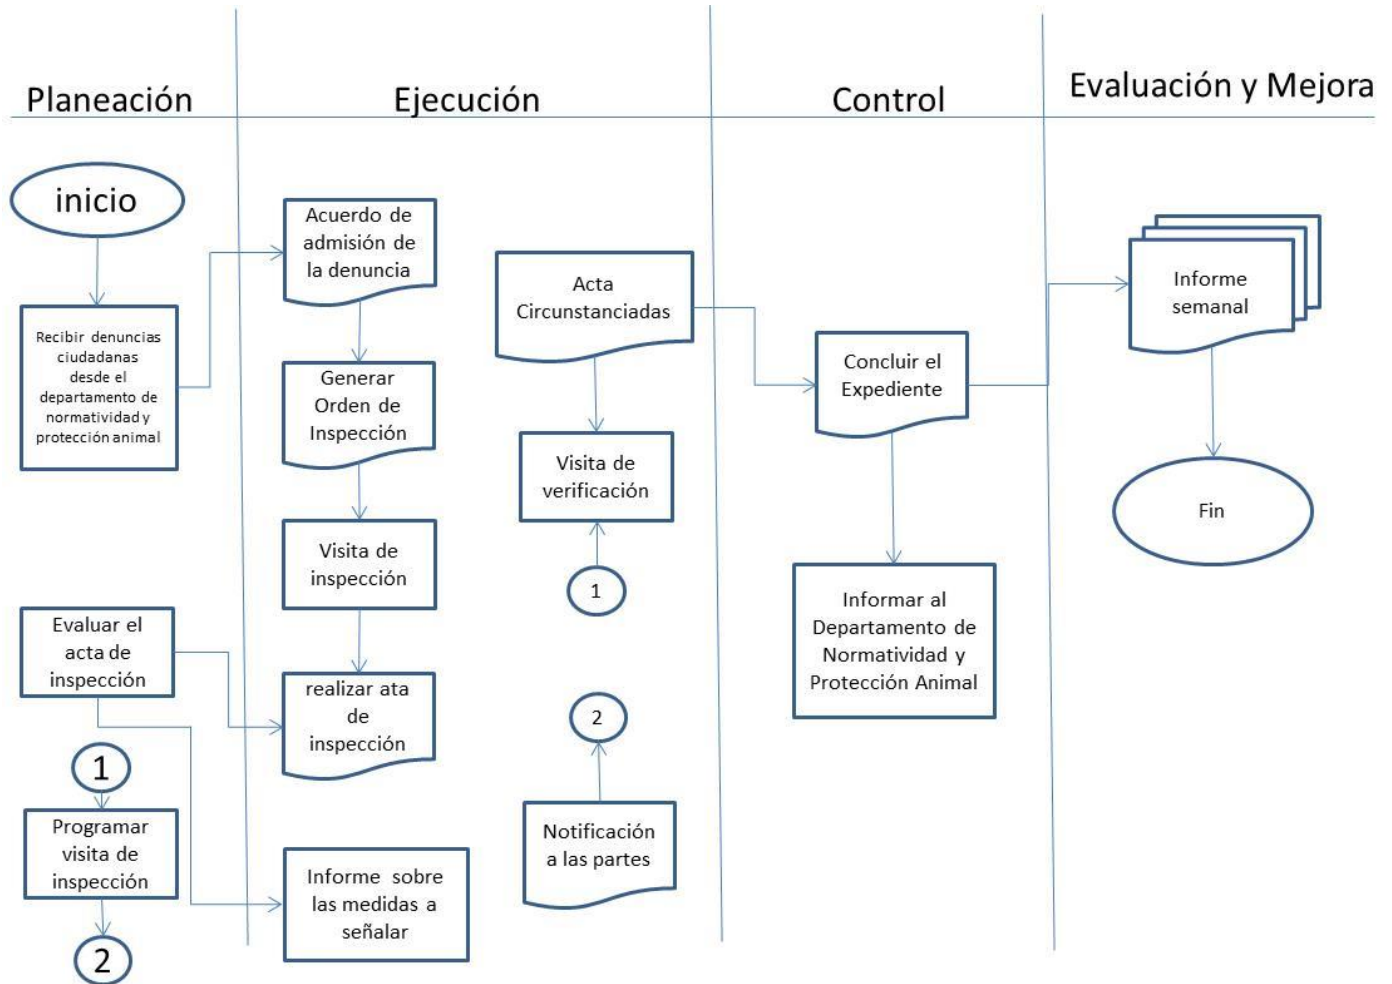 Planeación
Ejecución
Control
Evaluación y Mejora
inicio
Recibir denuncias
ciudadanas
desde el
departamento de
normatividad y
protección animal
Evaluar el
acta de
inspección
1
Programar
visita de
inspección
2
Acuerdo de
admisión de
la denuncia
Generar
Orden de
Inspección
Visita de
inspección
realizar ata
de
inspección
Informe sobre
las medidas a
señalar
Acta
Circunstanciadas
Visita de
verificación
1
2
Notificación
a las partes
Concluir el
Expediente
Informar al
Departamento de
Normatividad y
Protección Animal
Informe
semanal
Fin